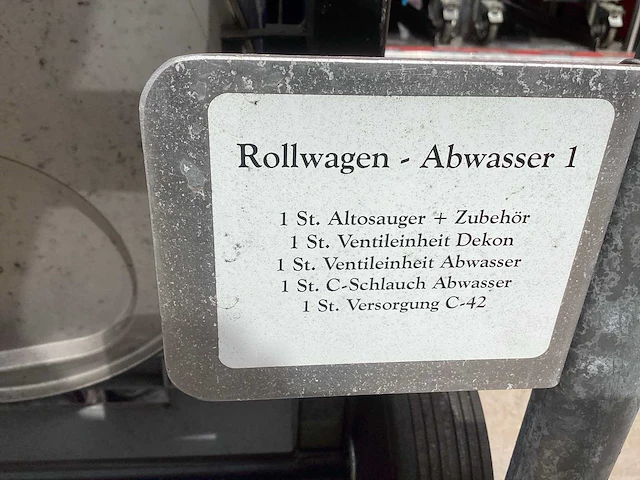 Rollwagen - Abwasser 1
1 St. Altosauger + Zubehör
1 St. Ventileinheit Dekon
1 St. Ventileinheit Abwasser
1 St. C-Schlauch Abwasser
1 St. Versorgung C-42